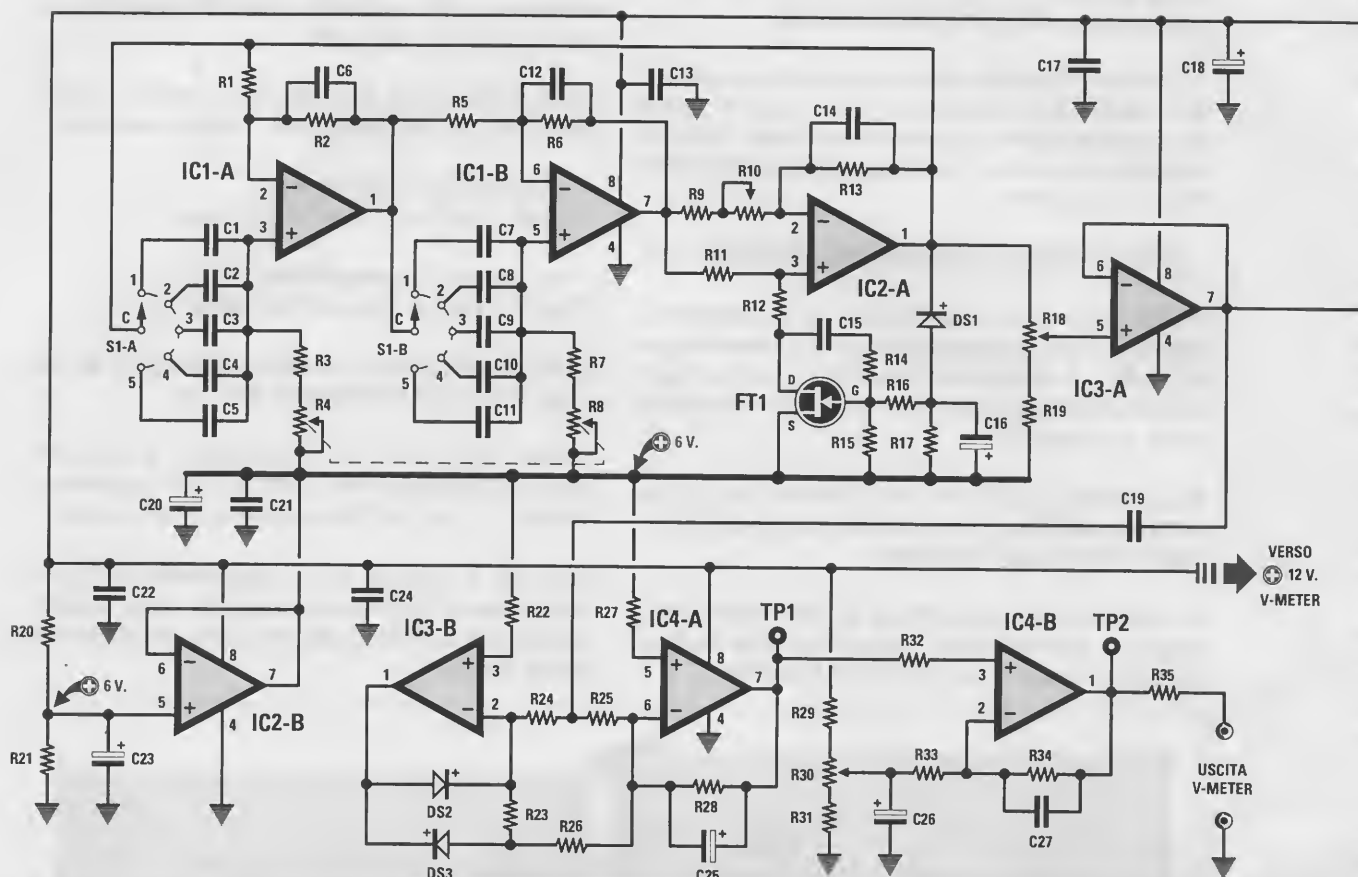 C17
C18
R1
C6
R2
R5
C12
R6
C13
IC1-A
IC1-B
2
3
1
6
5
8
7
4
C14
R13
R9
R10
R11
2
3
1
IC2-A
R12
C1
C2
C3
C4
C5
1
2
3
4
5
C
S1-A
R3
R4
C7
C8
C9
C10
C11
1
2
3
4
5
C
S1-B
R7
R8
C15
R14
D
G
S
FT1
R15
R16
R17
DS1
C16
R18
R19
6
5
8
7
4
IC3-A
+ 6 V.
C20
+
C21
C19
VERSO
+ 12 V.
V-METER
C22
R20
+ 6 V.
R21
C23
6
5
8
7
4
IC2-B
C24
IC3-B
R22
1
3
2
R24
R25
DS2
DS3
R23
R26
R27
IC4-A
5
6
8
7
4
TP1
R28
C25
R29
R30
R31
R32
R33
C26
IC4-B
3
2
1
TP2
R34
C27
R35
USCITA
V-METER